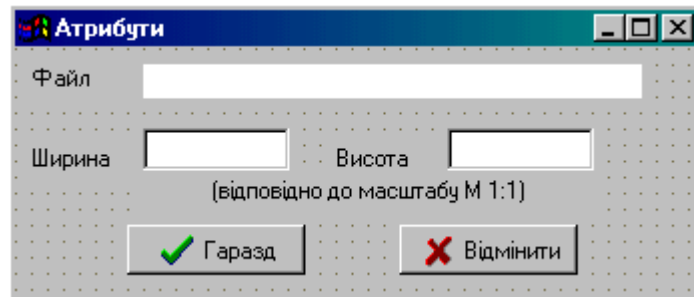 Атрибути
Файл
Ширина Висота
(відповідно до масштабу М 1:1)
Гаразд Відмінити